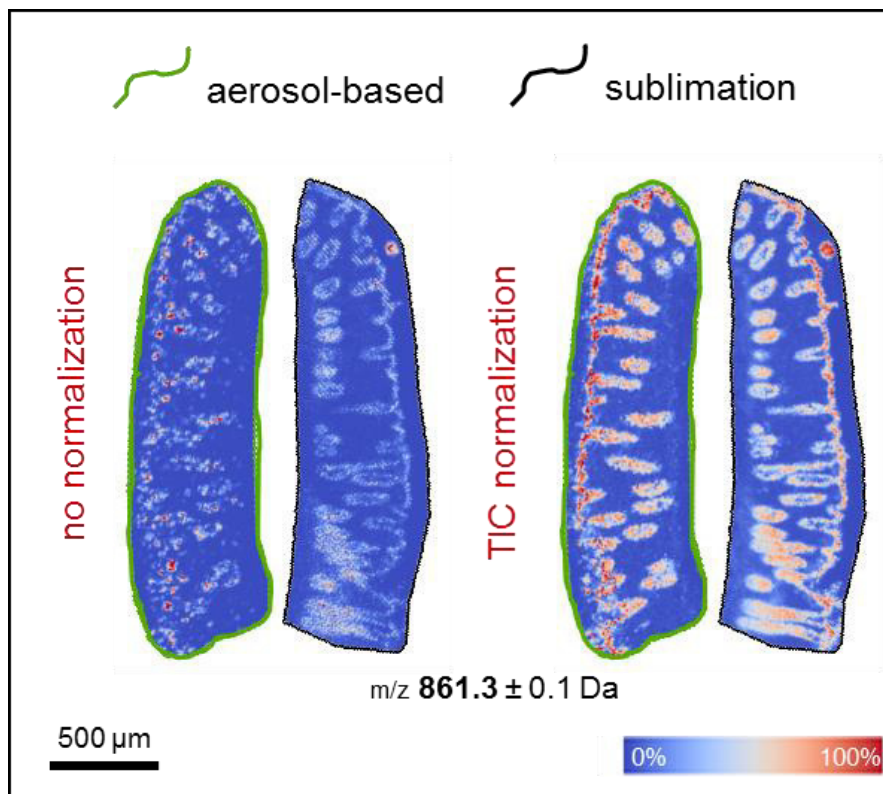 aerosol-based
sublimation
no normalization
TIC normalization
m/z 861.3 ± 0.1 Da
500 µm
0%
100%